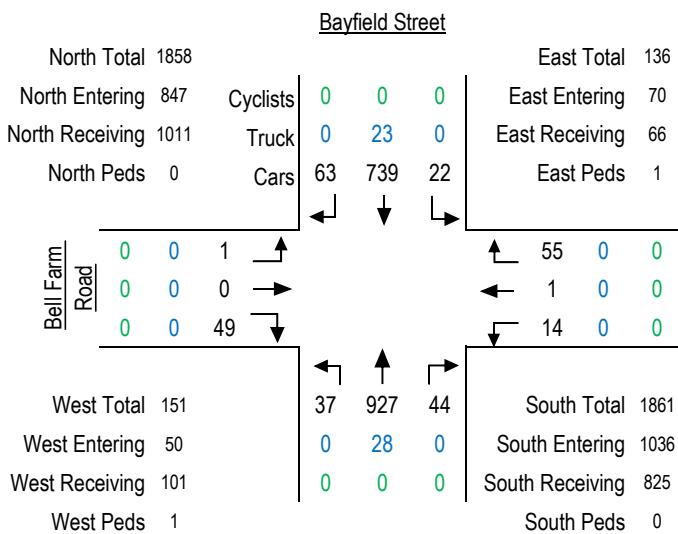 Bayfield Street
North Total 1858
East Total 136
North Entering 847
Cyclists 0 0 0
East Entering 70
North Receiving 1011
Truck 0 23 0
East Receiving 66
North Peds 0
Cars 63 739 22
East Peds 1
Bell Farm
Road
0 0 1
0 0 0
0 0 49
55 0 0
1 0 0
14 0 0
West Total 151
37 927 44
South Total 1861
West Entering 50
0 28 0
South Entering 1036
West Receiving 101
0 0 0
South Receiving 825
West Peds 1
South Peds 0